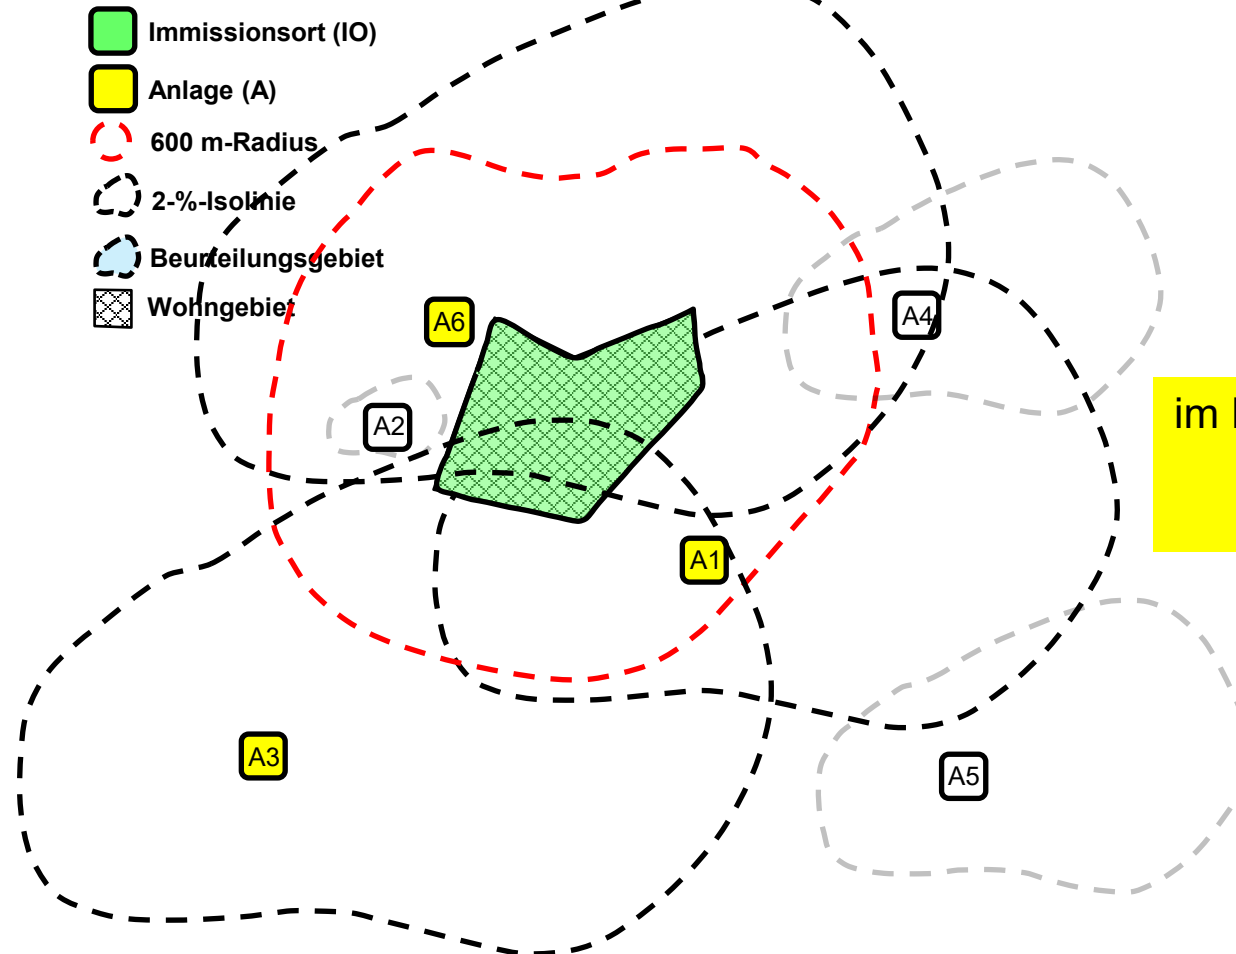 Immissionsort (IO)
Anlage (A)
600 m-Radius
2-%-Isolinie
Beurteilungsgebiet
Wohngebiet
A6
A4
A2
im
A1
A3
A5